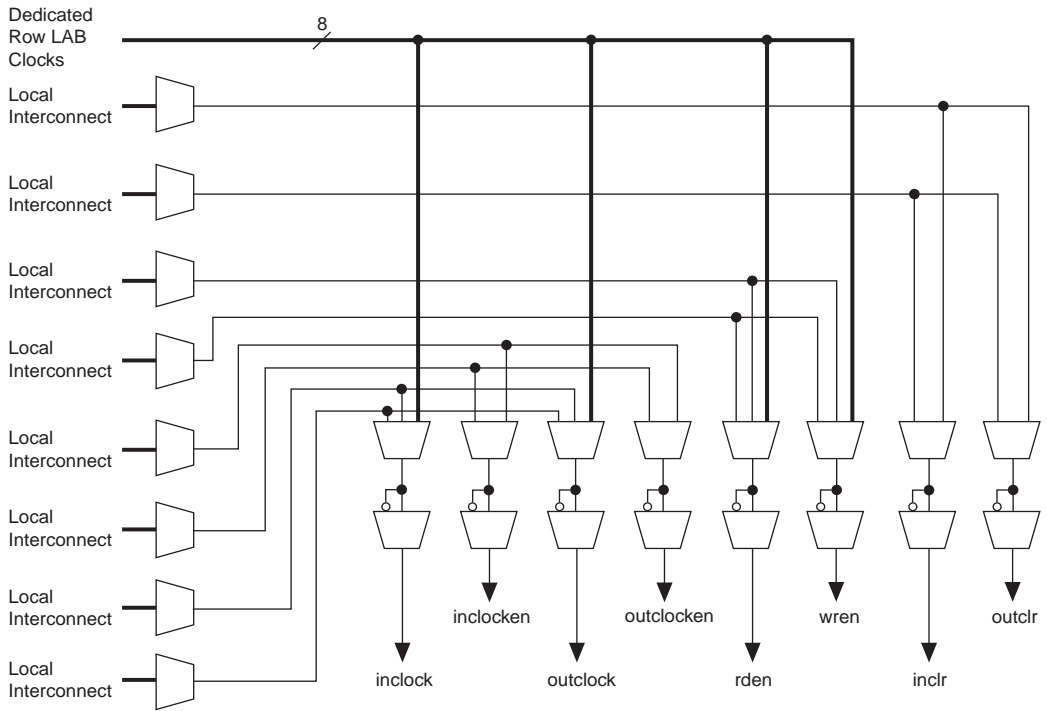 Dedicated
Row LAB
Clocks
8
Local
Interconnect
Local
Interconnect
Local
Interconnect
Local
Interconnect
Local
Interconnect
Local
Interconnect
Local
Interconnect
Local
Interconnect
inclocken
outclocken
wren
outclr
inclock
outclock
rden
inclr